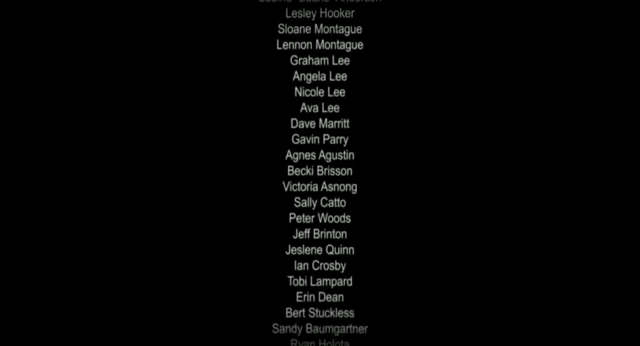 Lesley Hooker
Sloane Montague
Lennon Montague
Graham Lee
Angela Lee
Nicole Lee
Ava Lee
Dave Marritt
Gavin Parry
Agnes Agustin
Becki Brisson
Victoria Asnong
Sally Catto
Peter Woods
Jeff Brinton
Jeslene Quinn
Ian Crosby
Tobi Lampard
Erin Dean
Bert Stuckless
Sandy Baumgartner
Ryan Holota